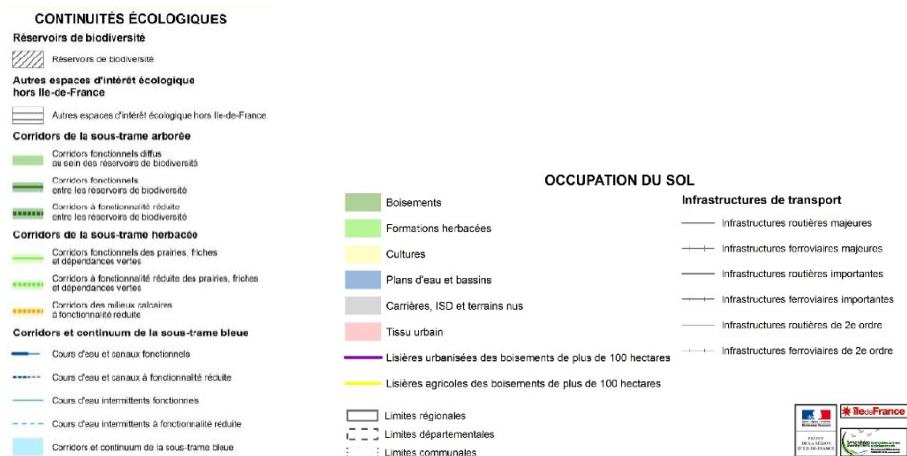 CONTINUITÉS ÉCOLOGIQUES
Réservoirs de biodiversité
Réservoirs de biodiversité
Autres espaces d'intérêt écologique
hors Ile-de-France
Autres espaces d'intérêt écologique hors Ile-de-France
Corridors de la sous-trame arborée
Corridors fonctionnels diffus
au sein des réservoirs de biodiversité
Corridors fonctionnels
entre les réservoirs de biodiversité
Corridors à fonctionnalité réduite
entre les réservoirs de biodiversité
Corridors de la sous-trame herbacée
Corridors fonctionnels des prairies, friches
et dépendances vertes
Corridors à fonctionnalité réduite des prairies, friches
et dépendances vertes
Corridors des milieux calcaires
à fonctionnalité réduite
Corridors et continuum de la sous-trame bleue
Cours d'eau et canaux fonctionnels
Cours d'eau et canaux à fonctionnalité réduite
Cours d'eau intermittents fonctionnels
Cours d'eau intermittents à fonctionnalité réduite
Corridors et continuum de la sous-trame bleue
OCCUPATION DU SOL
Boisements
Formations herbacées
Cultures
Plans d'eau et bassins
Carrières, ISD et terrains nus
Tissu urbain
Lisières urbanisées des boisements de plus de 100 hectares
Lisières agricoles des boisements de plus de 100 hectares
Limites régionales
Limites départementales
Limites communales
Infrastructures de transport
Infrastructures routières majeures
Infrastructures ferroviaires majeures
Infrastructures routières importantes
Infrastructures ferroviaires importantes
Infrastructures routières de 2e ordre
Infrastructures ferroviaires de 2e ordre
îledeFrance
PRÉFET
DE LA RÉGION
D'ILE-DE-FRANCE